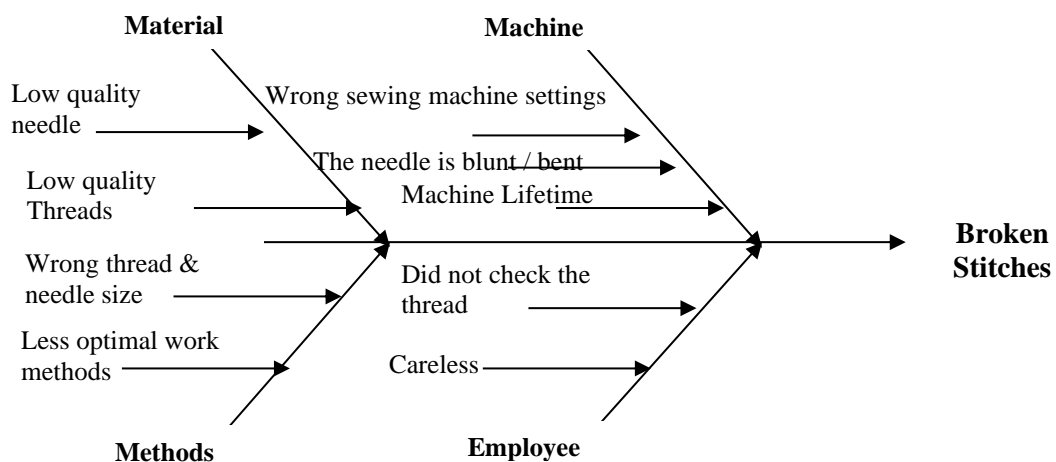 Material
Machine
Low quality
needle
Wrong sewing machine settings
The needle is blunt / bent
Low quality
Threads
Machine Lifetime
Broken
Stitches
Wrong thread &
needle size
Did not check the
thread
Less optimal work
methods
Careless
Methods
Employee